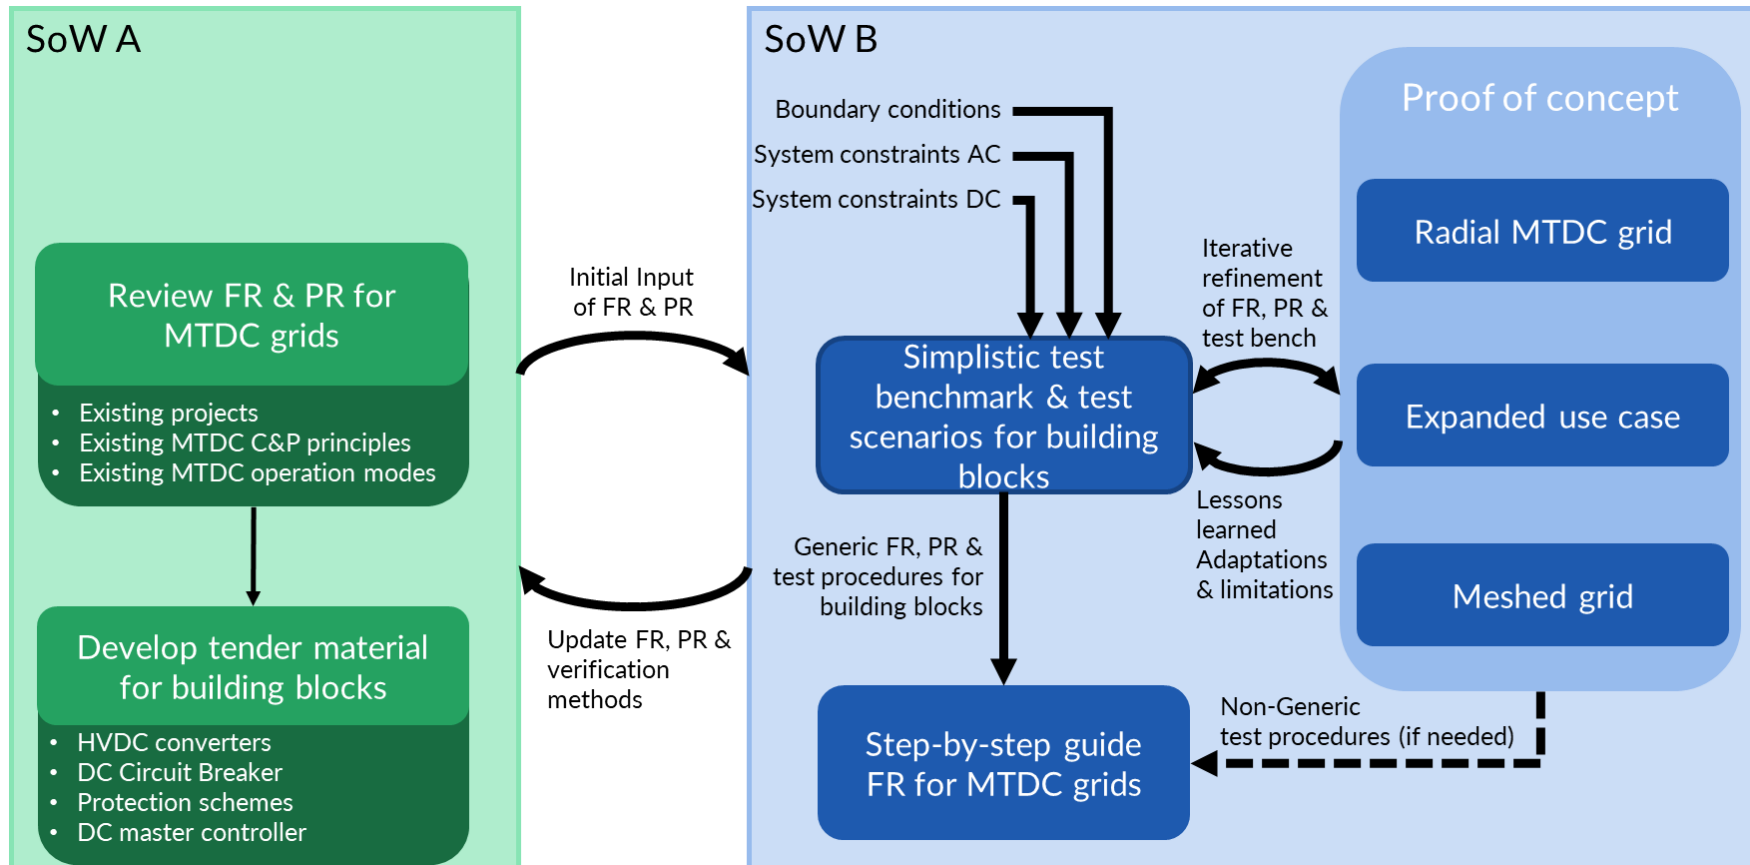 SoW A
Review FR & PR for
MTDC grids
• Existing projects
• Existing MTDC C&P principles
• Existing MTDC operation modes
Develop tender material
for building blocks
• HVDC converters
• DC Circuit Breaker
• Protection schemes
• DC master controller
Initial Input
of FR & PR
Update FR, PR &
verification
methods
SoW B
Boundary conditions
System constraints AC
System constraints DC
Simplistic test
benchmark & test
scenarios for building
blocks
Generic FR, PR &
test procedures for
building blocks
Step-by-step guide
FR for MTDC grids
Iterative
refinement
of FR, PR &
test bench
Lessons
learned
Adaptations
& limitations
Non-Generic
test procedures (if needed)
Proof of concept
Radial MTDC grid
Expanded use case
Meshed grid